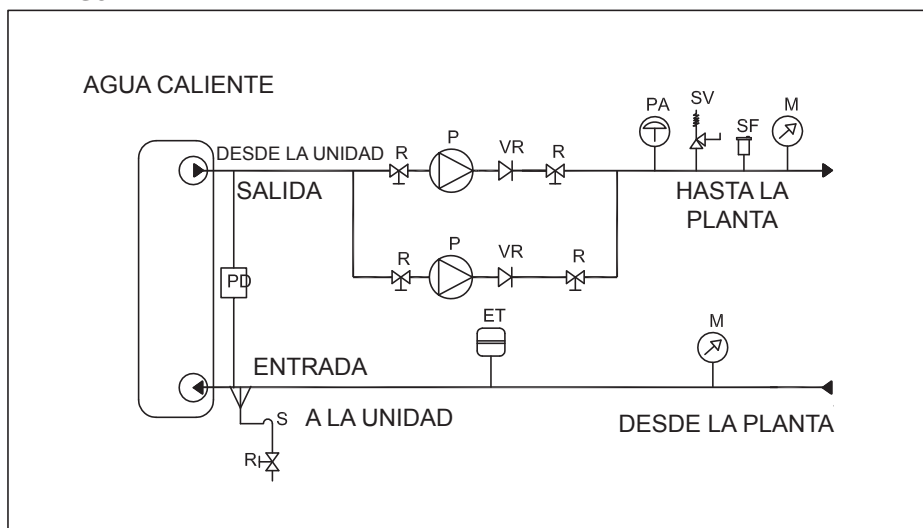 AGUA CALIENTE
PA
SV
SF
M
DESDE LA UNIDAD
R
P
VR
R
SALIDA
HASTA LA
PLANTA
R
P
VR
R
PD
ET
M
ENTRADA
S
A LA UNIDAD
DESDE LA PLANTA
R